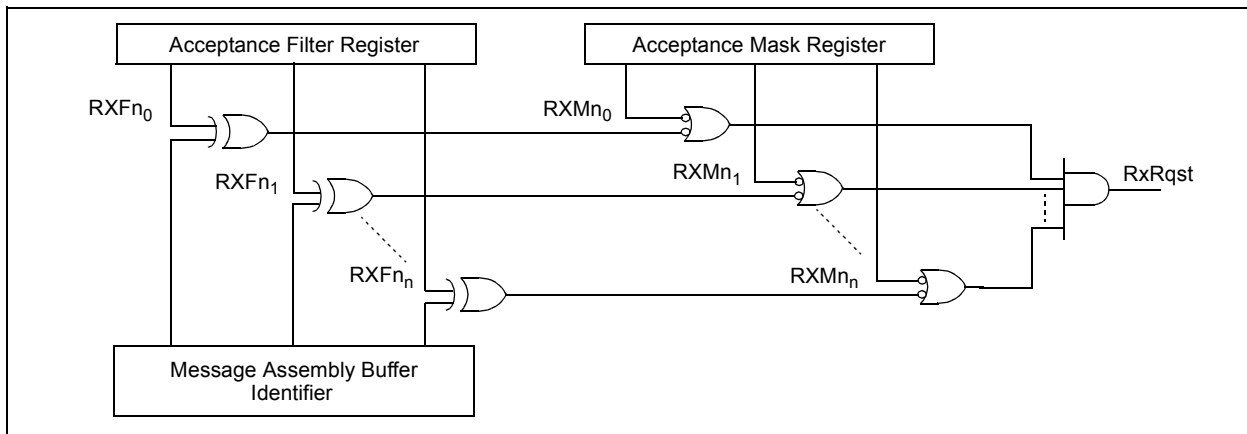 Acceptance Filter Register
Acceptance Mask Register
RXFn0
RXMn0
RXFn1
RXMn1
RxRqst
RXFnn
RXMnn
Message Assembly Buffer
Identifier